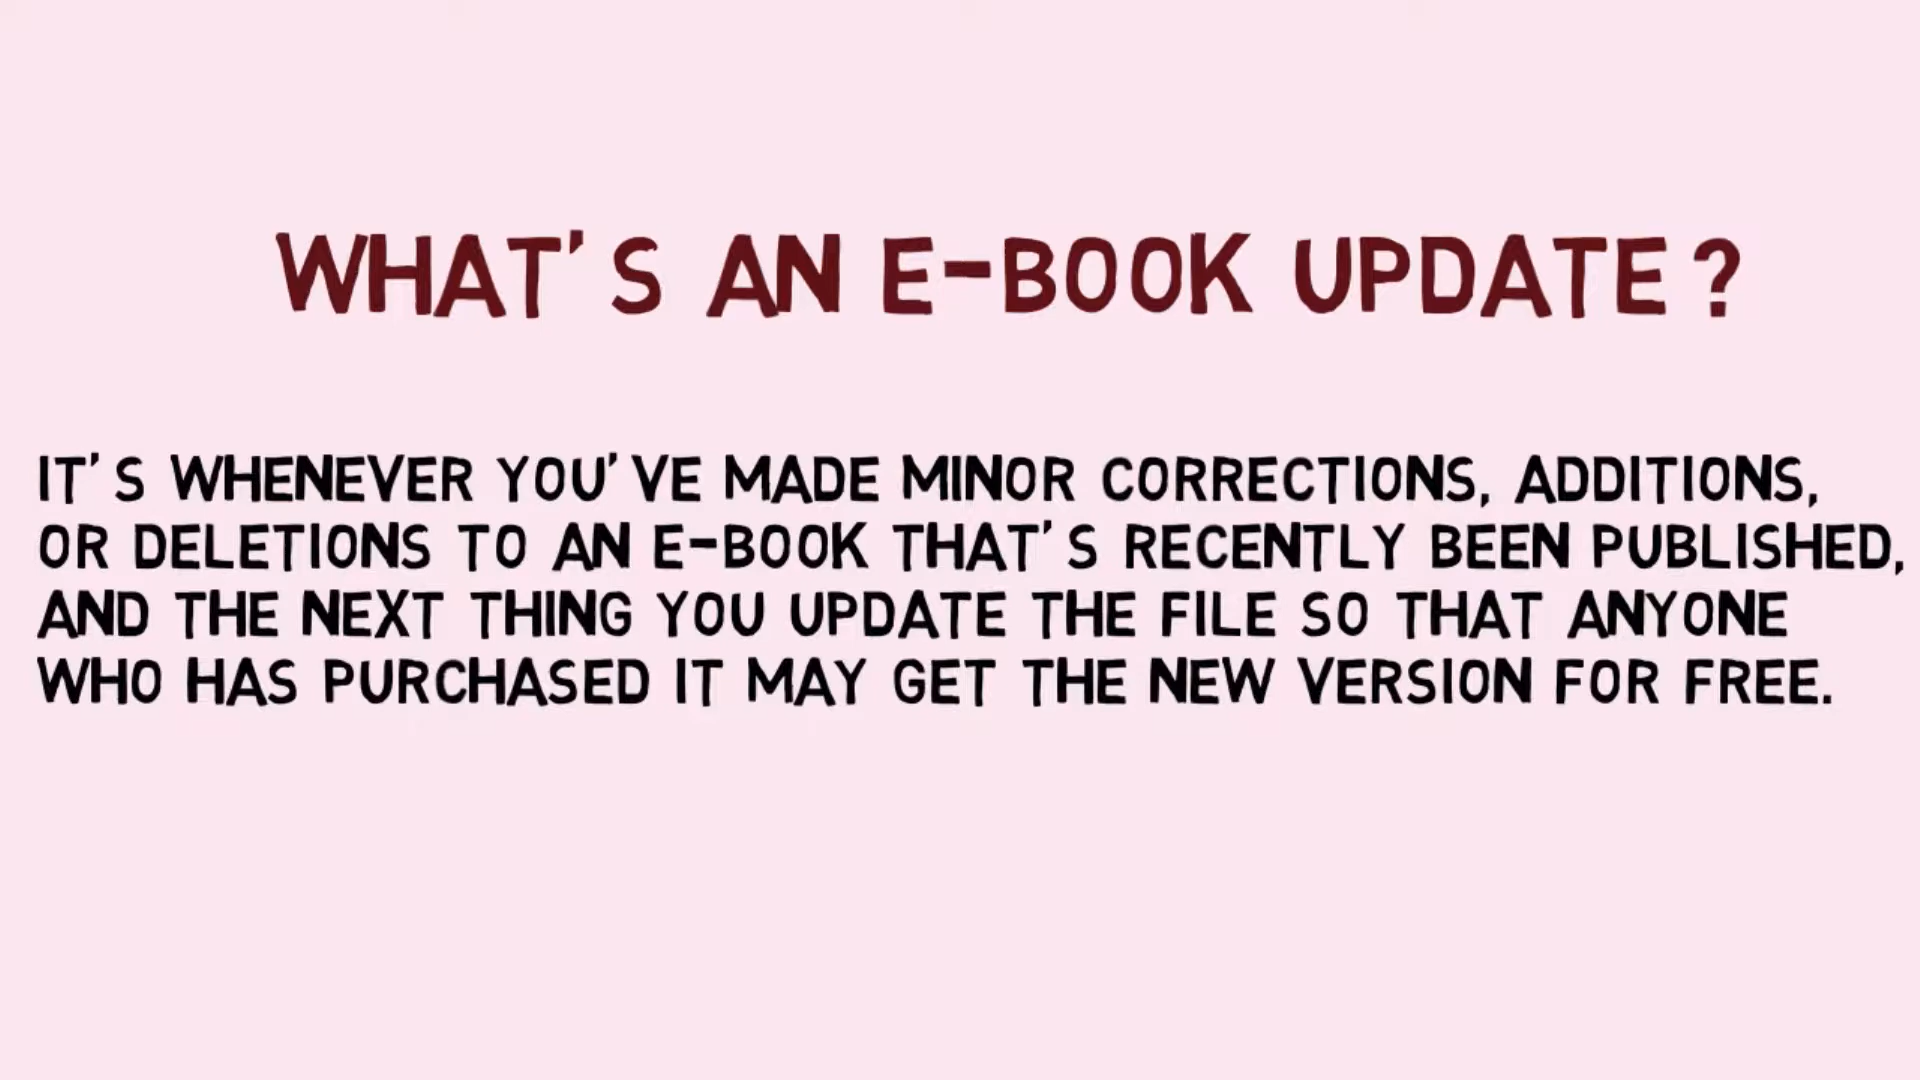 WHAT'S AN E-BOOK UPDATE?
IT'S WHENEVER YOU'VE MADE MINOR CORRECTIONS, ADDITIONS,
OR DELETIONS TO AN E-BOOK THAT'S RECENTLY BEEN PUBLISHED,
AND THE NEXT THING YOU UPDATE THE FILE SO THAT ANYONE
WHO HAS PURCHASED IT MAY GET THE NEW VERSION FOR FREE.